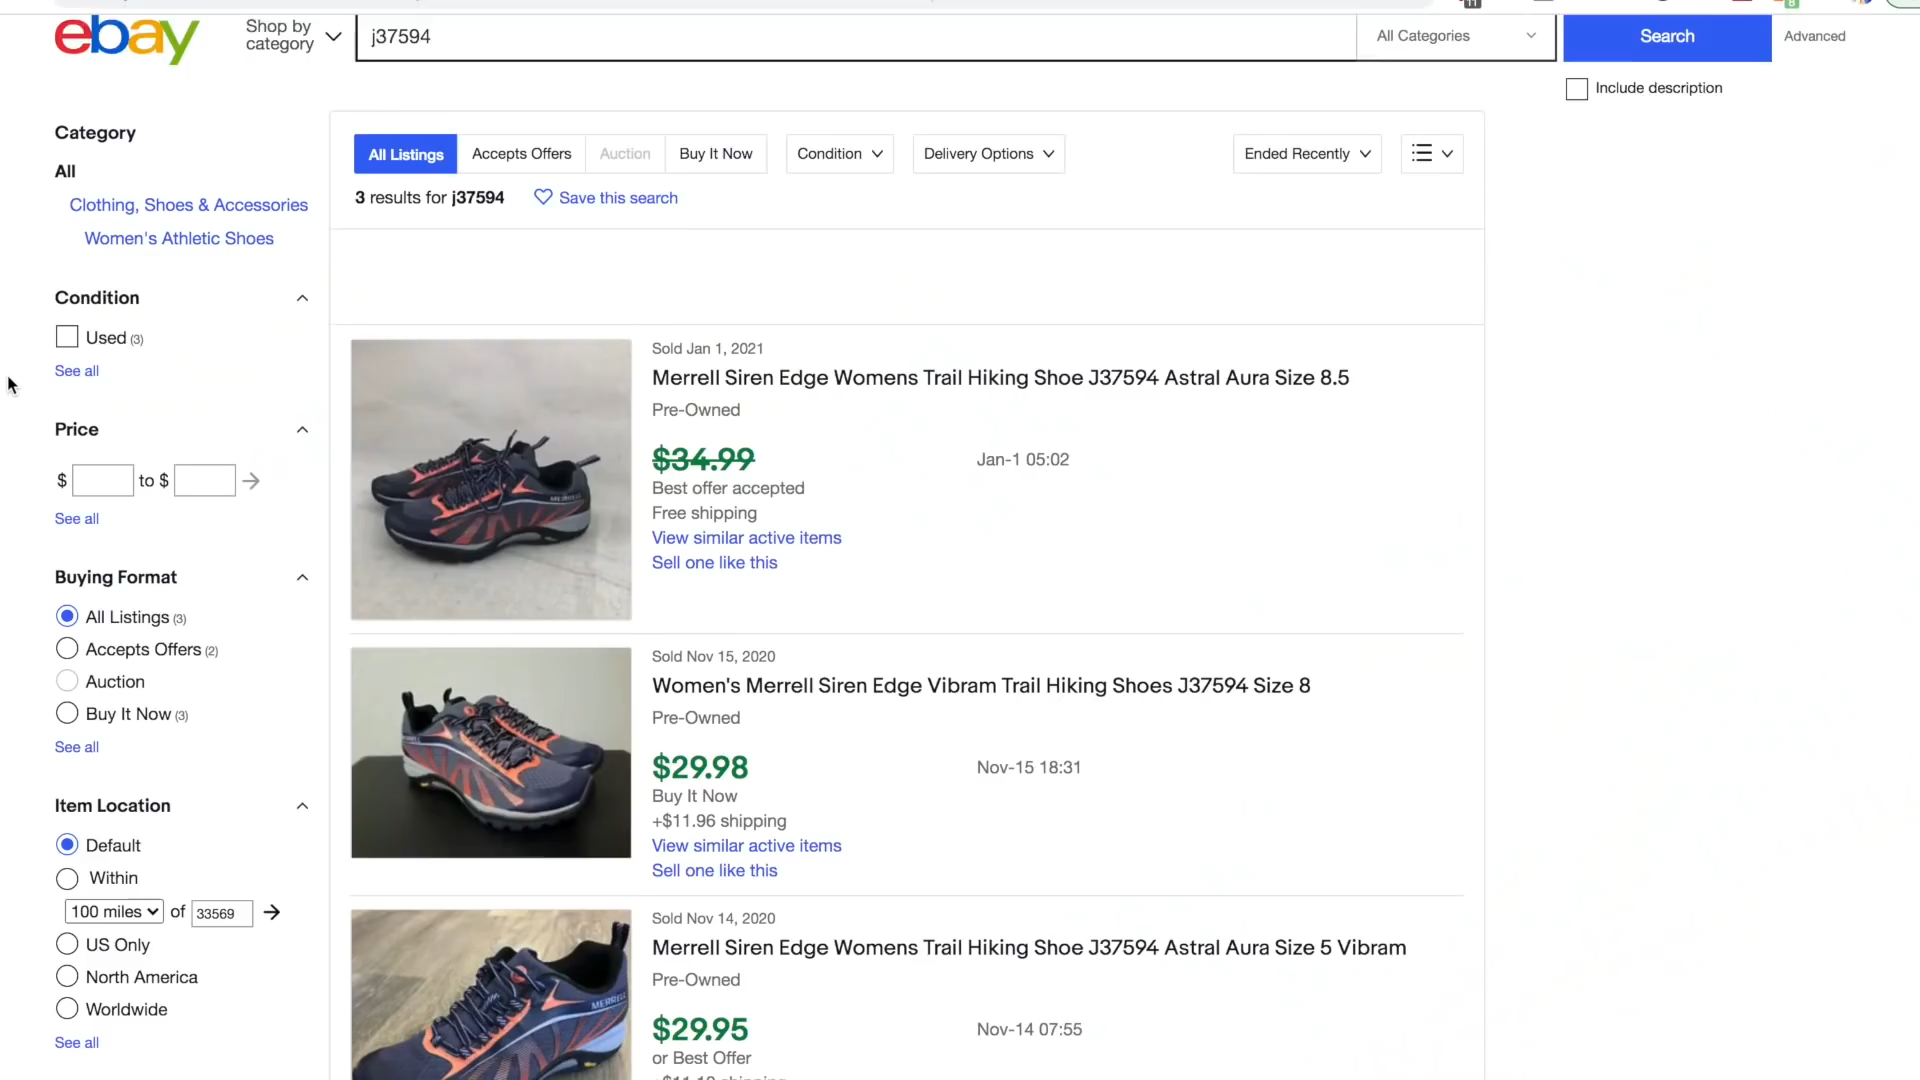 11
8
ebay
Shop by
category
j37594
All Categories
Search
Advanced
Include description
Category
All
Clothing, Shoes & Accessories
Women's Athletic Shoes
Condition
Used (3)
See all
Price
$ to $
See all
Buying Format
All Listings (3)
Accepts Offers (2)
Auction
Buy It Now (3)
See all
Item Location
Default
Within
100 miles of 33569
US Only
North America
Worldwide
See all
All Listings
Accepts Offers
Auction
Buy It Now
Condition
Delivery Options
Ended Recently
3 results for j37594
Save this search
Sold Jan 1, 2021
Merrell Siren Edge Womens Trail Hiking Shoe J37594 Astral Aura Size 8.5
Pre-Owned
$34.99
Jan-1 05:02
Best offer accepted
Free shipping
View similar active items
Sell one like this
Sold Nov 15, 2020
Women's Merrell Siren Edge Vibram Trail Hiking Shoes J37594 Size 8
Pre-Owned
$29.98
Nov-15 18:31
Buy It Now
+$11.96 shipping
View similar active items
Sell one like this
MERRELL
Sold Nov 14, 2020
Merrell Siren Edge Womens Trail Hiking Shoe J37594 Astral Aura Size 5 Vibram
Pre-Owned
$29.95
Nov-14 07:55
or Best Offer